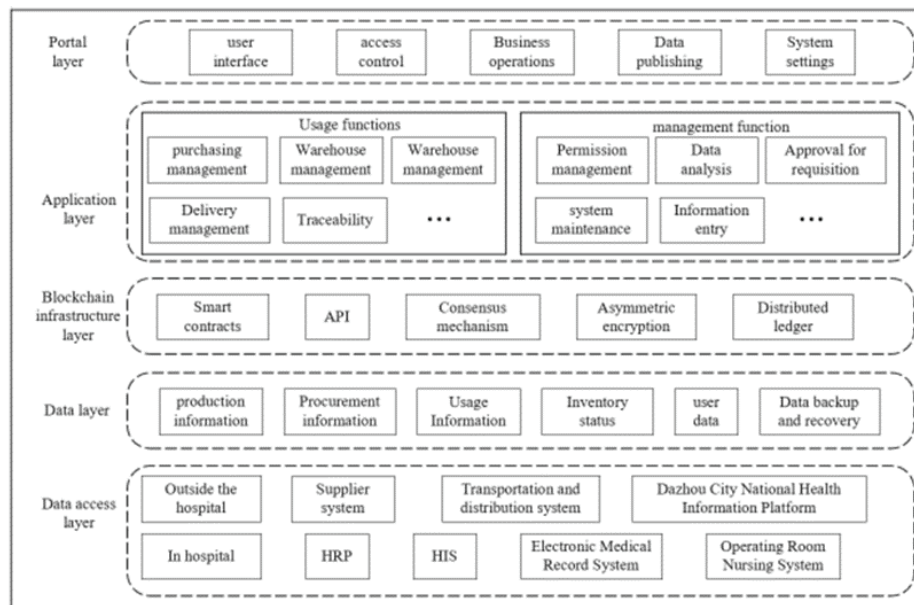 Portal
layer
user
interface
access
control
Business
operations
Data
publishing
System
settings
Application
layer
Usage functions
purchasing
management
Warehouse
management
Warehouse
management
Delivery
management
Traceability
...
management function
Permission
management
Data
analysis
Approval for
requisition
system
maintenance
Information
entry
...
Blockchain
infrastructure
layer
Smart
contracts
API
Consensus
mechanism
Asymmetric
encryption
Distributed
ledger
Data layer
production
information
Procurement
information
Usage
Information
Inventory
status
user
data
Data backup
and recovery
Data access
layer
Outside the
hospital
Supplier
system
Transportation and
distribution system
Dazhou City National Health
Information Platform
In hospital
HRP
HIS
Electronic Medical
Record System
Operating Room
Nursing System